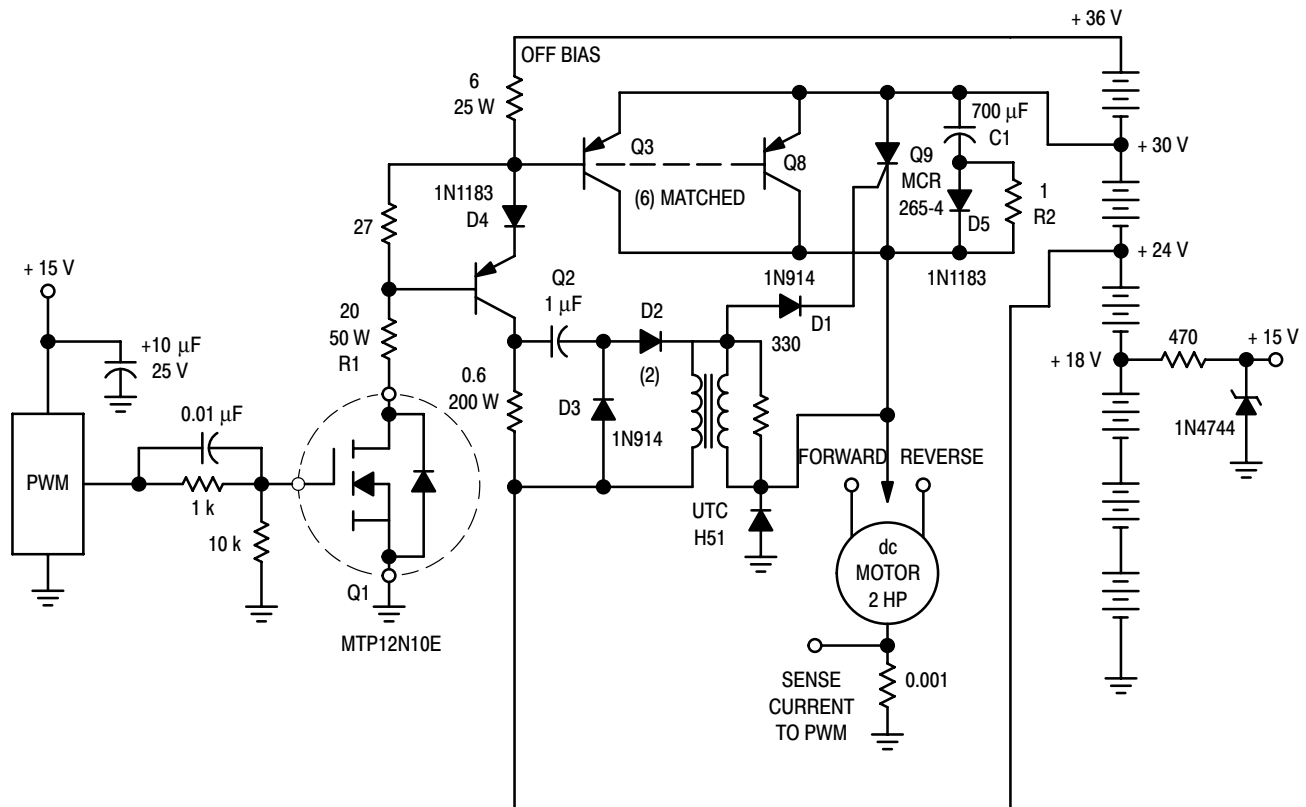 + 36 V
OFF BIAS
6
25 W
700 μF
C1
Q3
Q8
Q9
MCR
265-4
+ 30 V
1N1183
D4
(6) MATCHED
D5
1
R2
27
+ 24 V
+ 15 V
Q2
1 μF
1N914
D1
1N1183
20
50 W
R1
D2
(2)
330
470
+ 15 V
+ 18 V
+10 μF
25 V
0.6
200 W
D3
1N914
1N4744
0.01 μF
FORWARD
REVERSE
PWM
1 k
UTC
H51
10 k
dc
MOTOR
2 HP
Q1
MTP12N10E
SENSE
CURRENT
TO PWM
0.001